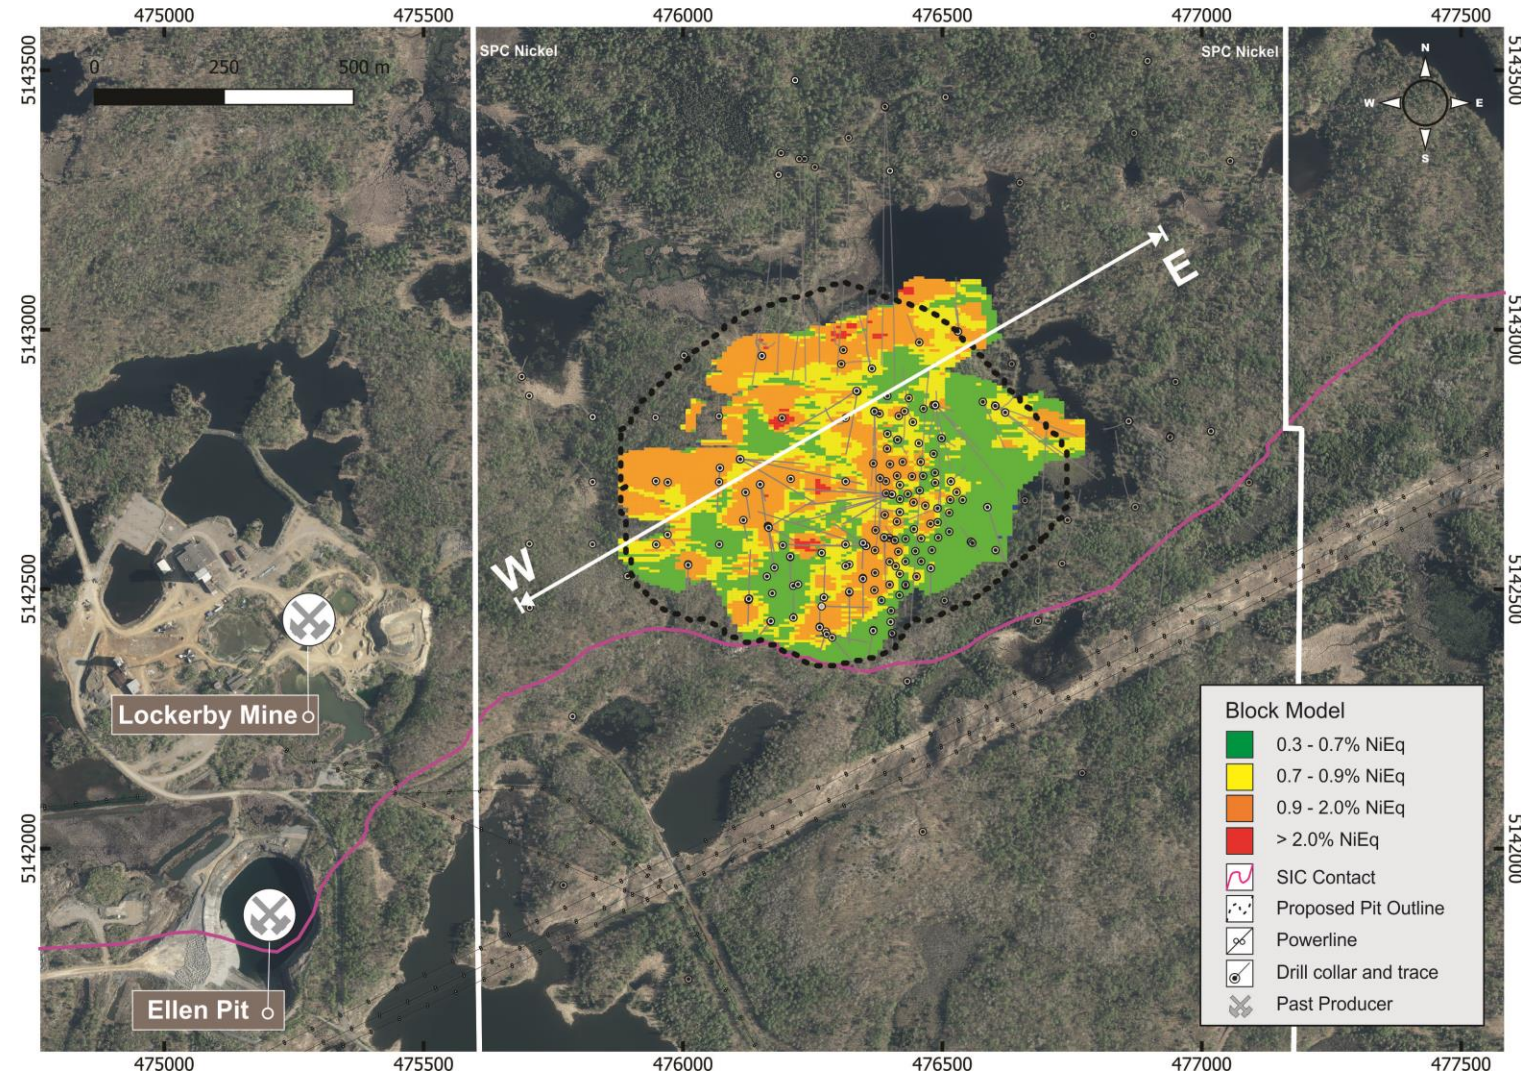 475000 475500 476000 476500 477000 477500
SPC Nickel
SPC Nickel
0 250 500 m
N
W E
S
5143500
5143500
E
5143000
5143000
W
5142500
5142500
Lockerby Mine
Block Model
0.3 - 0.7% NiEq
0.7 - 0.9% NiEq
0.9 - 2.0% NiEq
> 2.0% NiEq
SIC Contact
Proposed Pit Outline
Powerline
Drill collar and trace
Past Producer
5142000
5142000
Ellen Pit
475000 475500 476000 476500 477000 477500